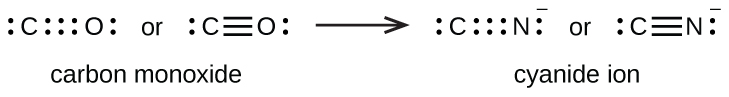 :C:::O: or :C≡O: ⟶ :C:::N:⁻ or :C≡N:⁻
carbon monoxide cyanide ion